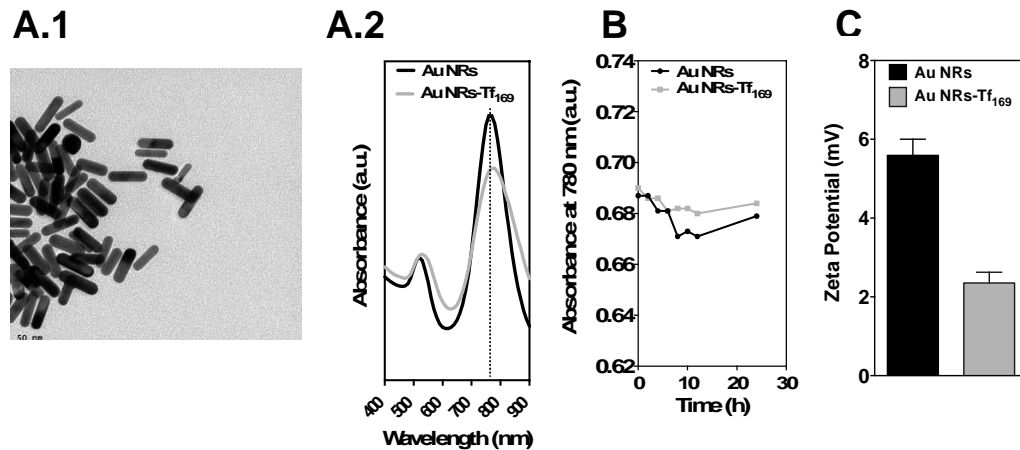 A.1
50 nm
A.2
Au NRs
Au NRs-Tf169
Absorbance (a.u.)
400 500 600 700 800 900
Wavelength (nm)
B
Au NRs
Au NRs-Tf169
Absorbance at 780 nm (a.u.)
0.74
0.72
0.70
0.68
0.66
0.64
0.62
0 10 20 30
Time (h)
C
Au NRs
Au NRs-Tf169
Zeta Potential (mV)
8
6
4
2
0